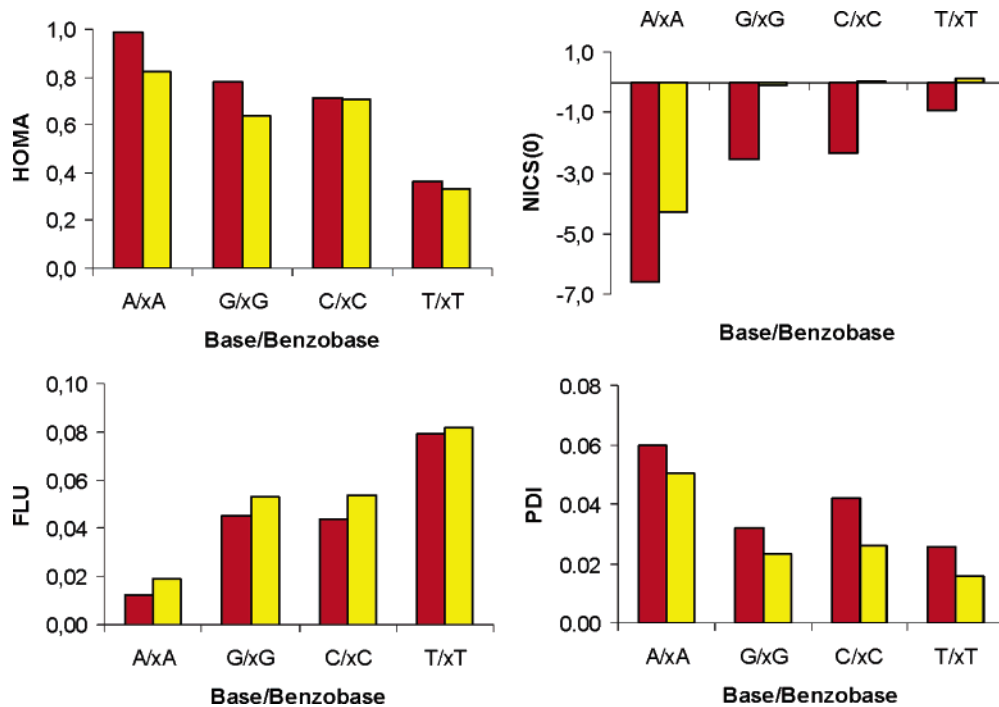 HOMA
1,0
0,8
0,6
0,4
0,2
0,0
A/xA G/xG C/xC T/xT
Base/Benzobase
A/xA G/xG C/xC T/xT
NICS(0)
1,0
-1,0
-3,0
-5,0
-7,0
Base/Benzobase
FLU
0,10
0,08
0,06
0,04
0,02
0,00
A/xA G/xG C/xC T/xT
Base/Benzobase
PDI
0.08
0.06
0.04
0.02
0.00
A/xA G/xG C/xC T/xT
Base/Benzobase